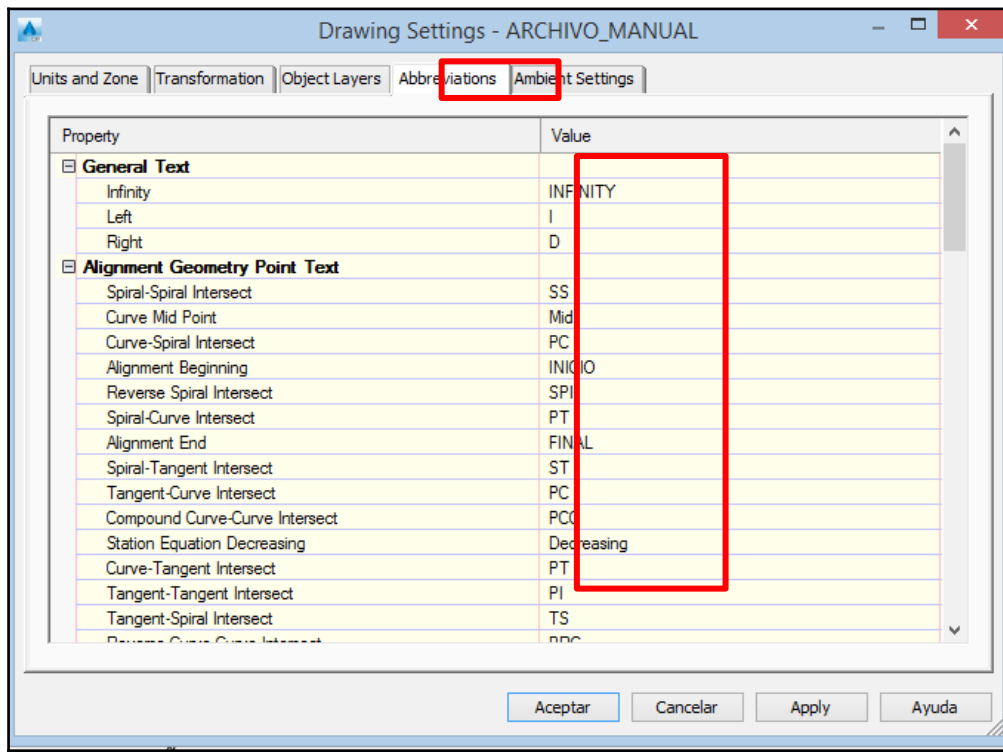 Drawing Settings - ARCHIVO_MANUAL
Units and Zone Transformation Object Layers Abbreviations Ambient Settings
Property Value
General Text
Infinity INFINITY
Left I
Right D
Alignment Geometry Point Text
Spiral-Spiral Intersect SS
Curve Mid Point Mid
Curve-Spiral Intersect PC
Alignment Beginning INICIO
Reverse Spiral Intersect SPI
Spiral-Curve Intersect PT
Alignment End FINAL
Spiral-Tangent Intersect ST
Tangent-Curve Intersect PC
Compound Curve-Curve Intersect PCC
Station Equation Decreasing Decreasing
Curve-Tangent Intersect PT
Tangent-Tangent Intersect PI
Tangent-Spiral Intersect TS
Aceptar Cancelar Apply Ayuda